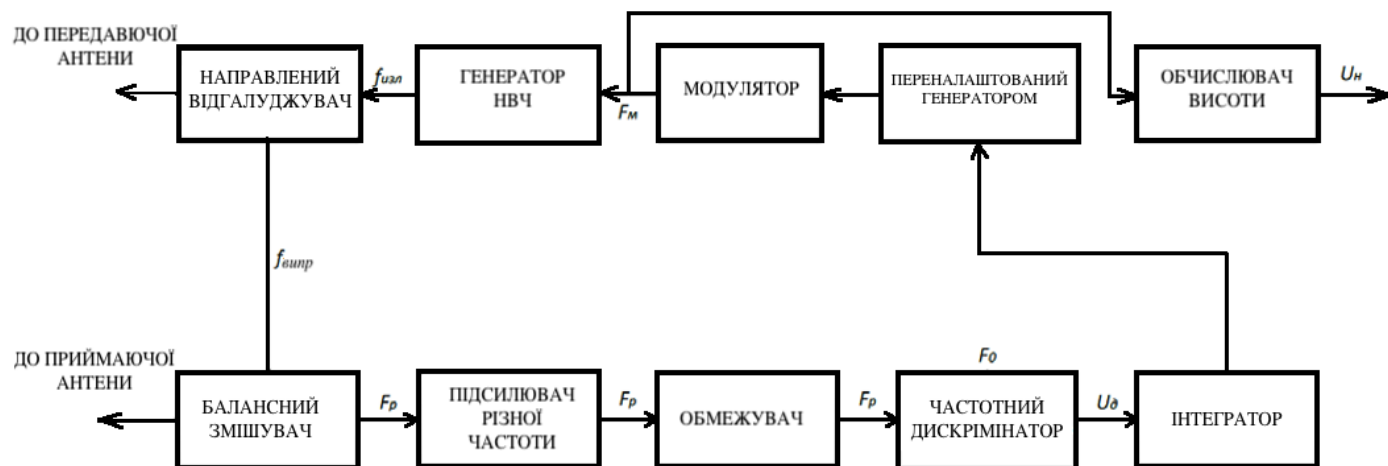 ДО ПЕРЕДАВЮЧОЇ
АНТЕНИ
НАПРАВЛЕНИЙ
ВІДГАЛУДЖУВАЧ
fизл
ГЕНЕРАТОР
НВЧ
Fм
МОДУЛЯТОР
ПЕРЕНАЛАШТОВАНИЙ
ГЕНЕРАТОРОМ
ОБЧИСЛЮВАЧ
ВИСОТИ
Uн
fвипр
ДО ПРИЙМАЮЧОЇ
АНТЕНИ
БАЛАНСНИЙ
ЗМІШУВАЧ
Fр
ПІДСИЛЮВАЧ
РІЗНОЇ
ЧАСТОТИ
Fр
ОБМЕЖУВАЧ
Fр
F0
ЧАСТОТНИЙ
ДИСКРІМІНАТОР
Uд
ІНТЕГРАТОР